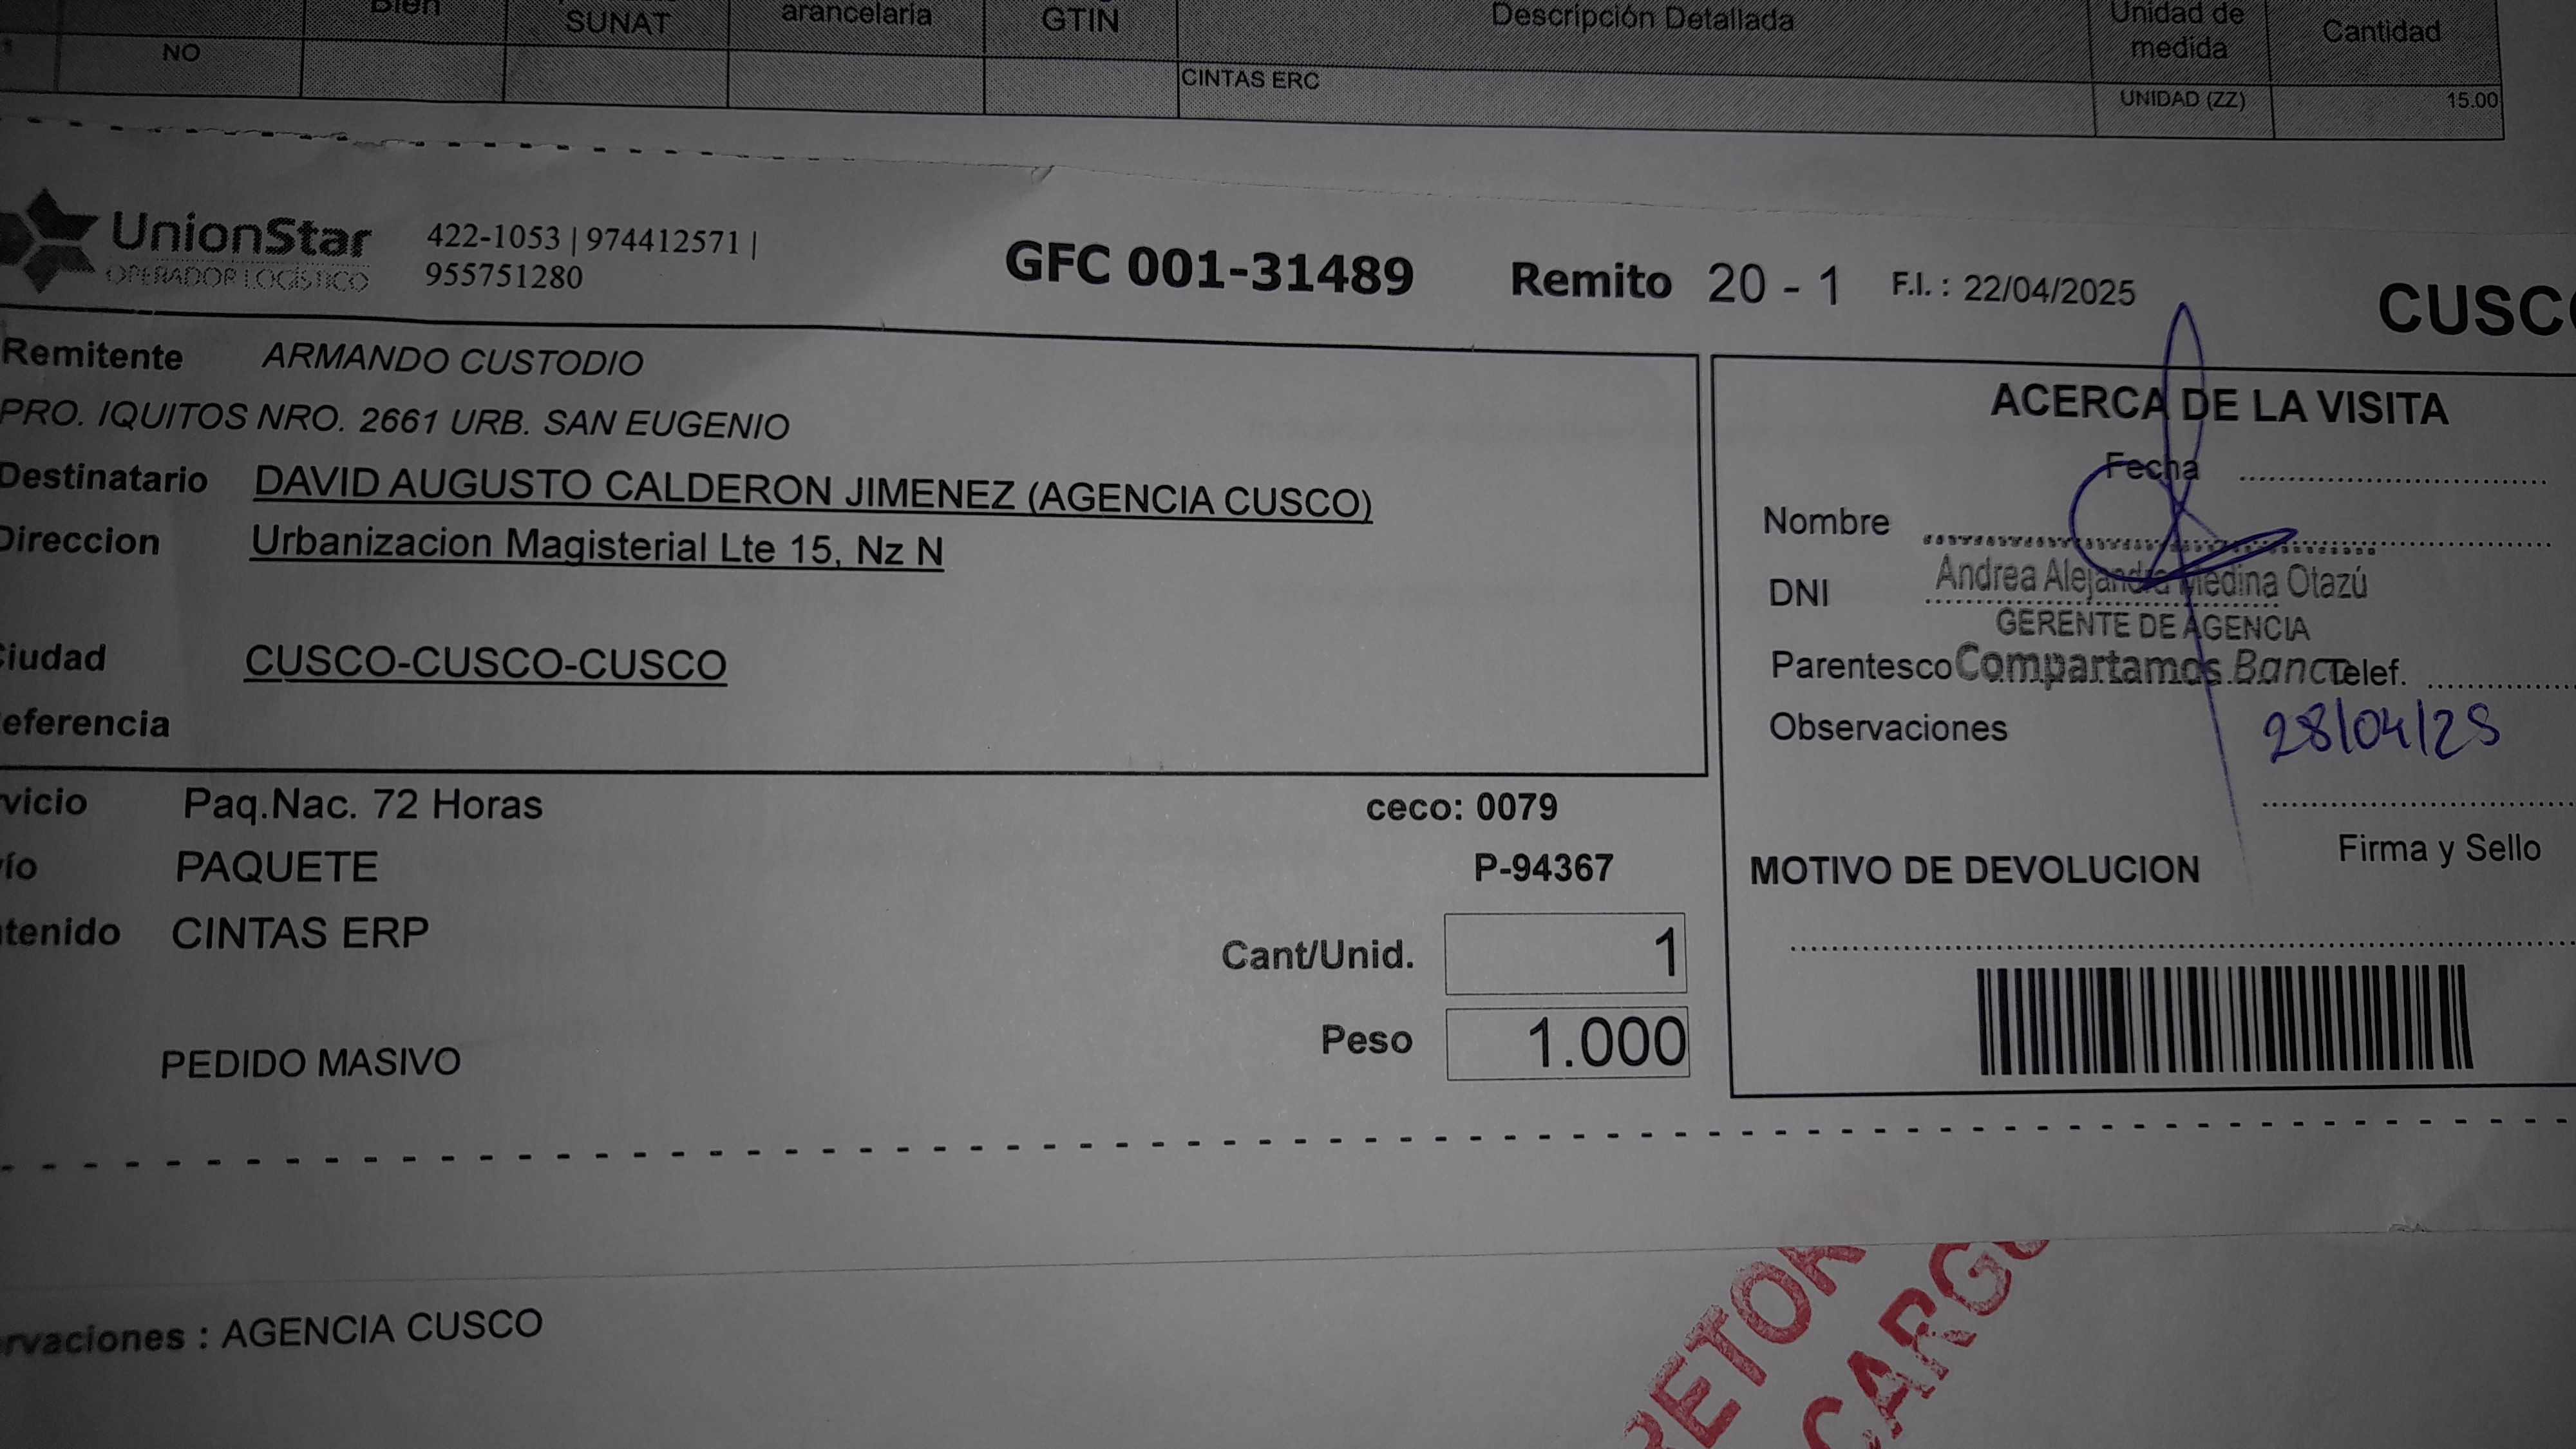 Bien
SUNAT
arancelaria
GTIN
Descripción Detallada
Unidad de
medida
Cantidad
NO
CINTAS ERC
UNIDAD (ZZ)
15.00
UnionStar
OPERADOR LOGÍSTICO
422-1053 | 974412571 |
955751280
GFC 001-31489
Remito 20 - 1
F.I. : 22/04/2025
CUSC
Remitente ARMANDO CUSTODIO
PRO. IQUITOS NRO. 2661 URB. SAN EUGENIO
Destinatario DAVID AUGUSTO CALDERON JIMENEZ (AGENCIA CUSCO)
Direccion Urbanizacion Magisterial Lte 15, Nz N
iudad CUSCO-CUSCO-CUSCO
eferencia
ACERCA DE LA VISITA
Fecha
Nombre
DNI
Andrea Alejandra Medina Otazú
GERENTE DE AGENCIA
Parentesco
Compartamos Banc
Telef.
Observaciones
28/04/25
Firma y Sello
MOTIVO DE DEVOLUCION
vicio Paq.Nac. 72 Horas
ceco: 0079
ío PAQUETE
P-94367
tenido CINTAS ERP
Cant/Unid. 1
Peso 1.000
PEDIDO MASIVO
rvaciones : AGENCIA CUSCO
RETOR
CARGO